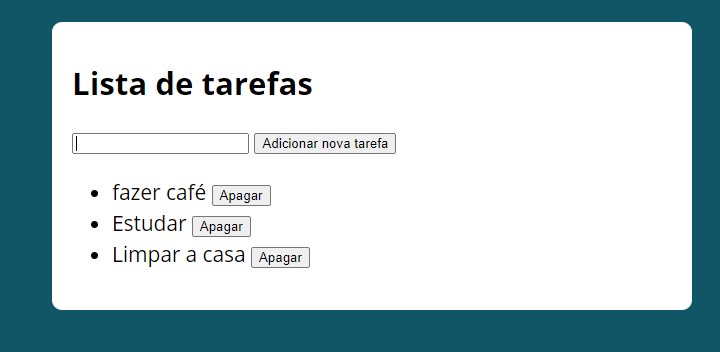 Lista de tarefas
Adicionar nova tarefa
fazer café Apagar
Estudar Apagar
Limpar a casa Apagar